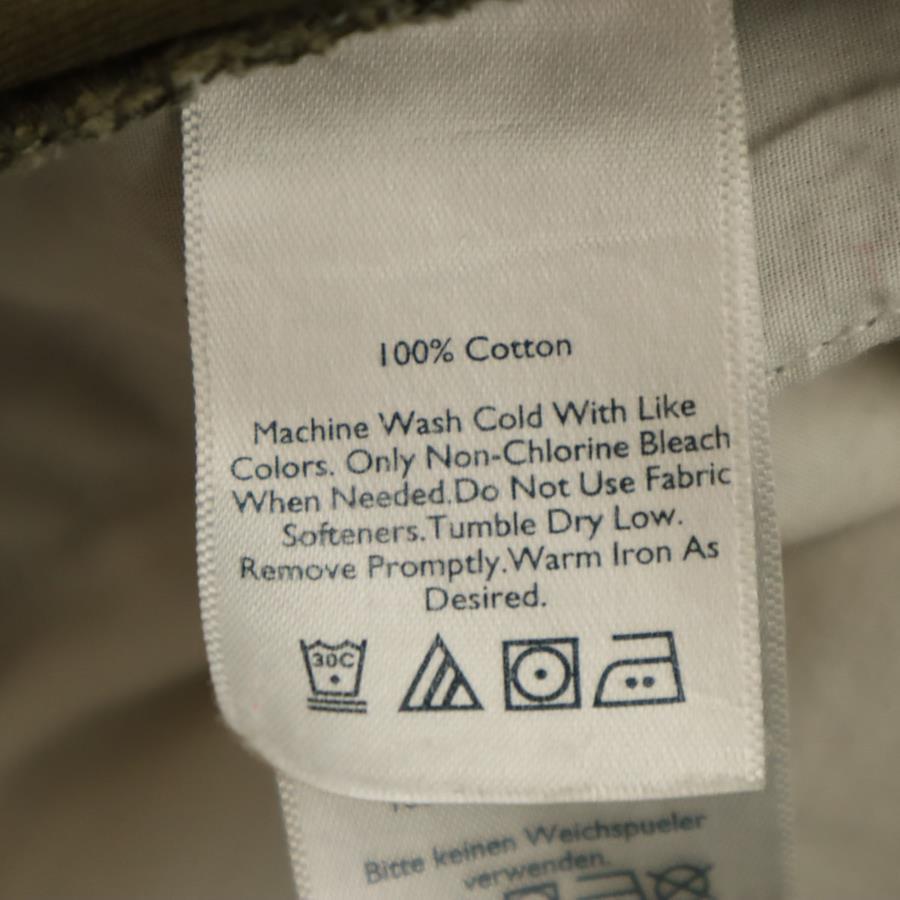 100% Cotton
Machine Wash Cold With Like
Colors. Only Non-Chlorine Bleach
When Needed.Do Not Use Fabric
Softeners.Tumble Dry Low.
Remove Promptly.Warm Iron As
Desired.
30C
Bitte keinen Weichspueler
verwenden.